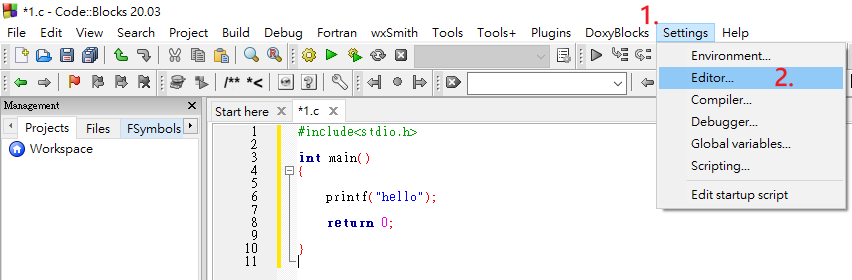 *1.c - Code::Blocks 20.03
1.
File Edit View Search Project Build Debug Fortran wxSmith Tools Tools+ Plugins DoxyBlocks Settings Help
Environment...
Editor... 2.
Compiler...
Debugger...
Global variables...
Scripting...
Edit startup script
/** *<
Management
Projects Files FSymbols
Workspace
Start here *1.c
1 #include<stdio.h>
2
3 int main()
4 {
5
6 printf("hello");
7
8 return 0;
9
10 }
11